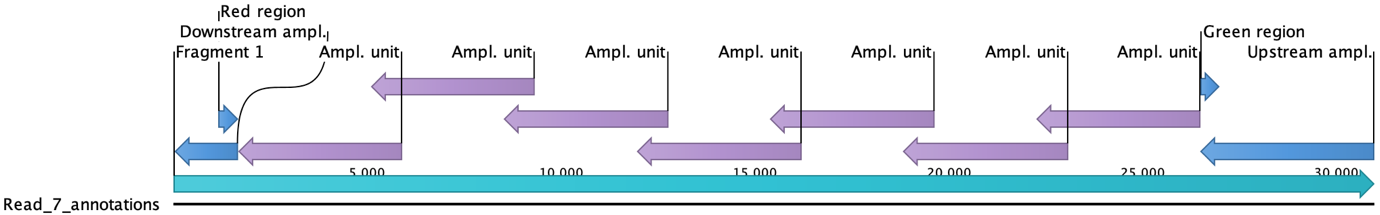 Red region
Downstream ampl.
Green region
Fragment 1 Ampl. unit Ampl. unit Ampl. unit Ampl. unit Ampl. unit Ampl. unit Ampl. unit Upstream ampl.
5,000 10,000 15,000 20,000 25,000 30,000
Read_7_annotations